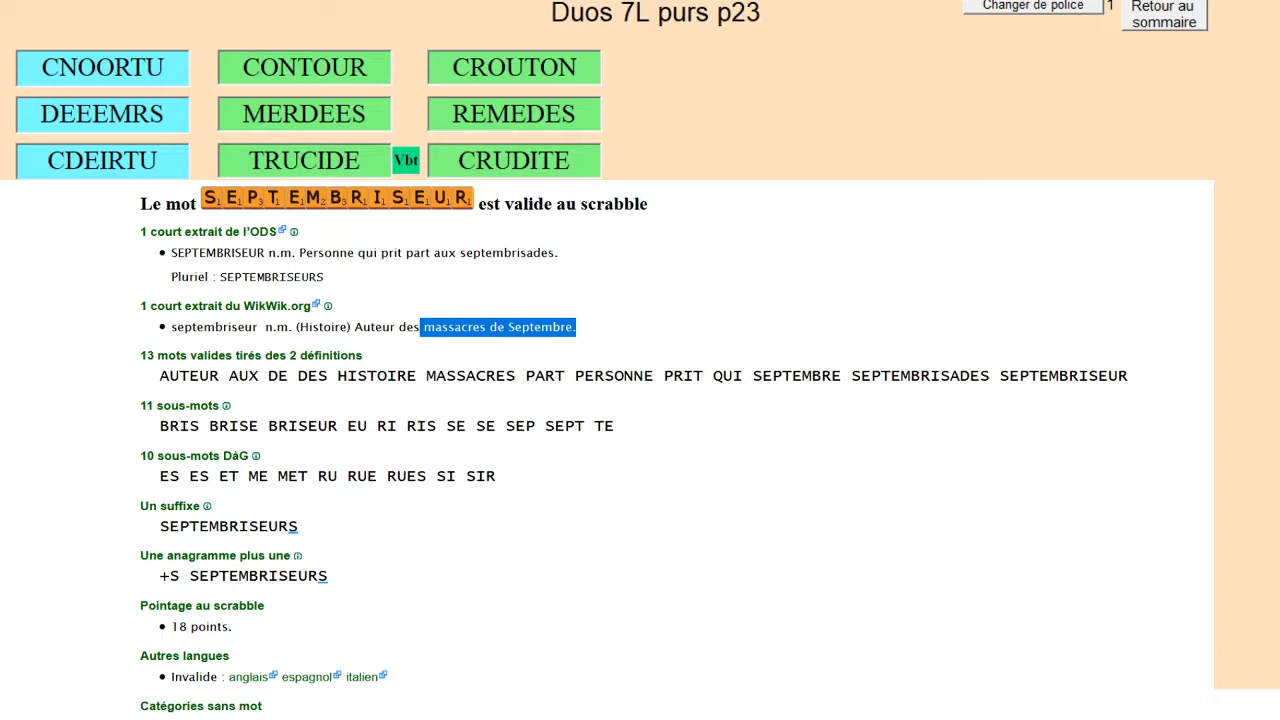 Duos 7L purs p23
Changer de police
1
Retour au
sommaire
CNOORTU CONTOUR CROUTON
DEEEMRS MERDEES REMEDES
CDEIRTU TRUCIDE Vbt CRUDITE
Le mot S1E1P3T1E1M2B3R1I1S1E1U1R1 est valide au scrabble
1 court extrait de l'ODS
• SEPTEMBRISEUR n.m. Personne qui prit part aux septembrisades.
Pluriel : SEPTEMBRISEURS
1 court extrait du WikWik.org
• septembriseur n.m. (Histoire) Auteur des massacres de Septembre.
13 mots valides tirés des 2 définitions
AUTEUR AUX DE DES HISTOIRE MASSACRES PART PERSONNE PRIT QUI SEPTEMBRE SEPTEMBRISADES SEPTEMBRISEUR
11 sous-mots
BRIS BRISE BRISEUR EU RI RIS SE SE SEP SEPT TE
10 sous-mots DàG
ES ES ET ME MET RU RUE RUES SI SIR
Un suffixe
SEPTEMBRISEURS
Une anagramme plus une
+S SEPTEMBRISEURS
Pointage au scrabble
• 18 points.
Autres langues
• Invalide : anglais espagnol italien
Catégories sans mot